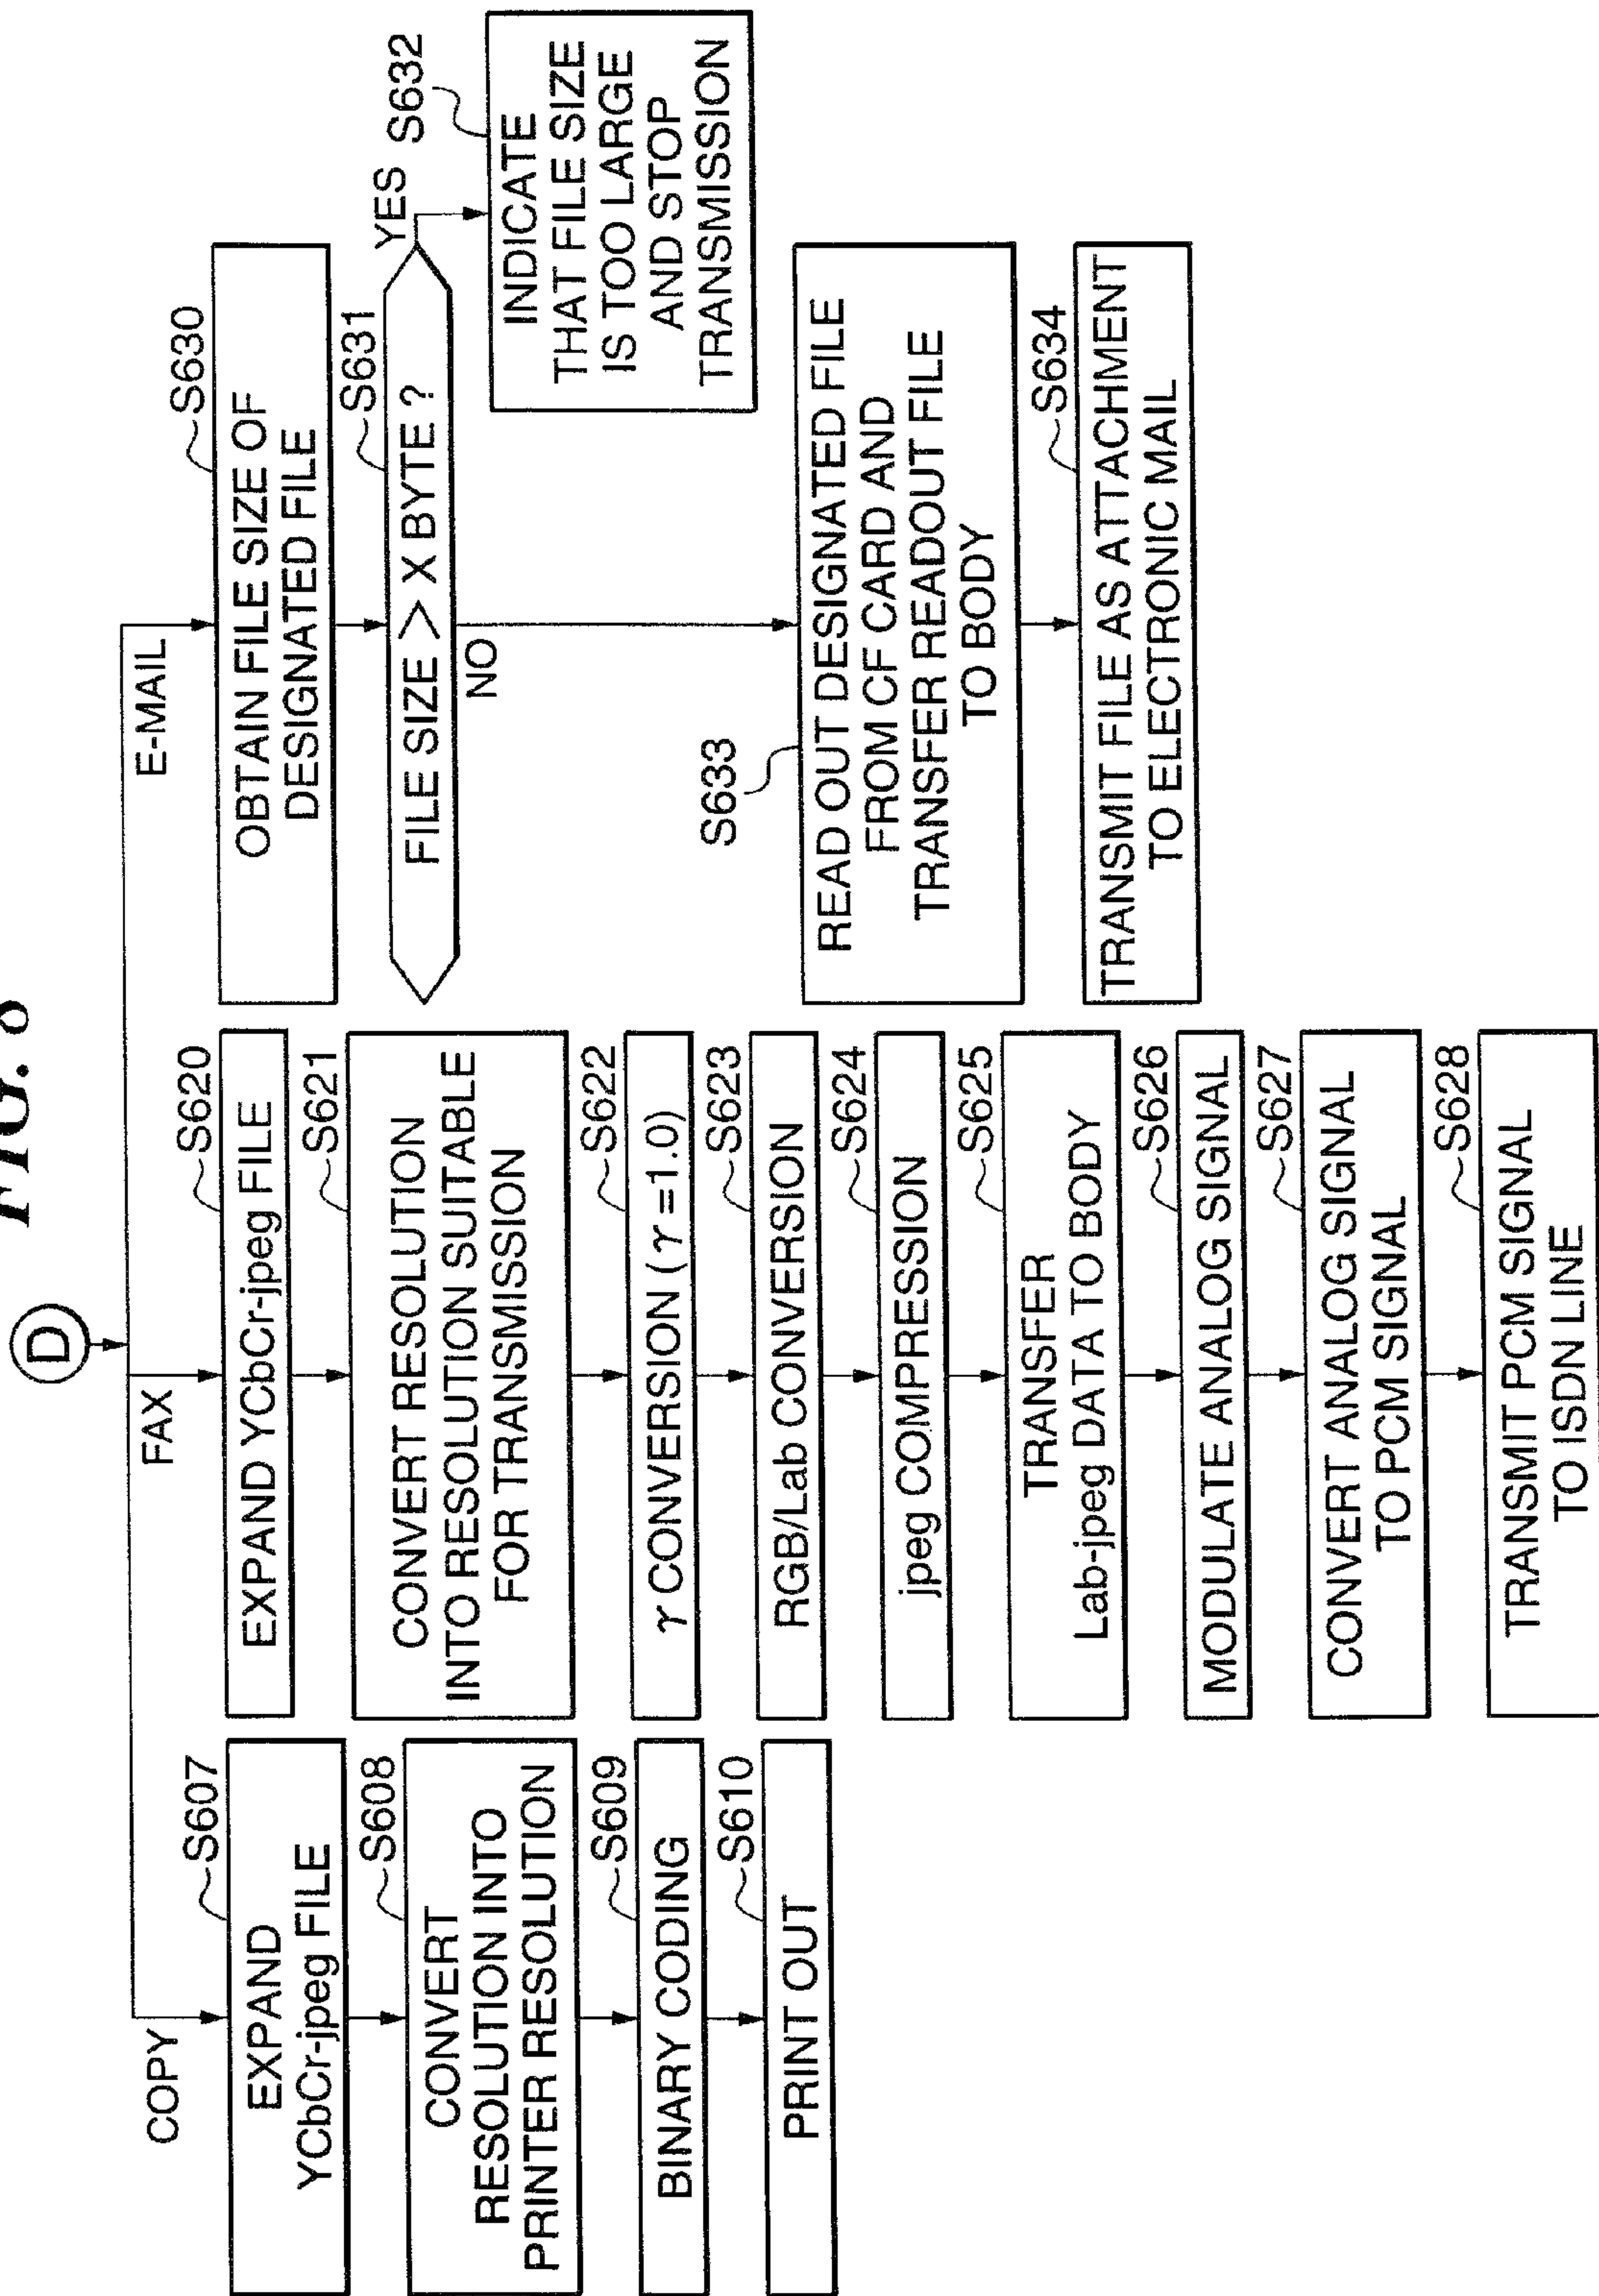 FIG. 8
D
COPY
EXPAND
YCbCr-jpeg FILE
S607
CONVERT
RESOLUTION INTO
PRINTER RESOLUTION
S608
BINARY CODING
S609
PRINT OUT
S610
FAX
EXPAND YCbCr-jpeg FILE
S620
CONVERT RESOLUTION
INTO RESOLUTION SUITABLE
FOR TRANSMISSION
S621
γ CONVERSION (γ =1.0)
S622
RGB/Lab CONVERSION
S623
jpeg COMPRESSION
S624
TRANSFER
Lab-jpeg DATA TO BODY
S625
MODULATE ANALOG SIGNAL
S626
CONVERT ANALOG SIGNAL
TO PCM SIGNAL
S627
TRANSMIT PCM SIGNAL
TO ISDN LINE
S628
E-MAIL
OBTAIN FILE SIZE OF
DESIGNATED FILE
S630
FILE SIZE > X BYTE ?
S631
YES
S632
INDICATE
THAT FILE SIZE
IS TOO LARGE
AND STOP
TRANSMISSION
NO
S633
READ OUT DESIGNATED FILE
FROM CF CARD AND
TRANSFER READOUT FILE
TO BODY
S634
TRANSMIT FILE AS ATTACHMENT
TO ELECTRONIC MAIL